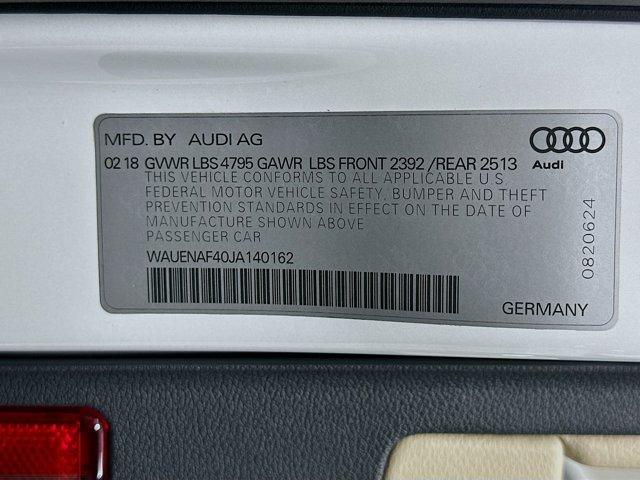 MFD. BY AUDI AG
02 18 GVWR LBS 4795 GAWR LBS FRONT 2392 /REAR 2513
Audi
THIS VEHICLE CONFORMS TO ALL APPLICABLE U.S.
FEDERAL MOTOR VEHICLE SAFETY, BUMPER AND THEFT
PREVENTION STANDARDS IN EFFECT ON THE DATE OF
MANUFACTURE SHOWN ABOVE
PASSENGER CAR
WAUENAF40JA140162
0820624
GERMANY